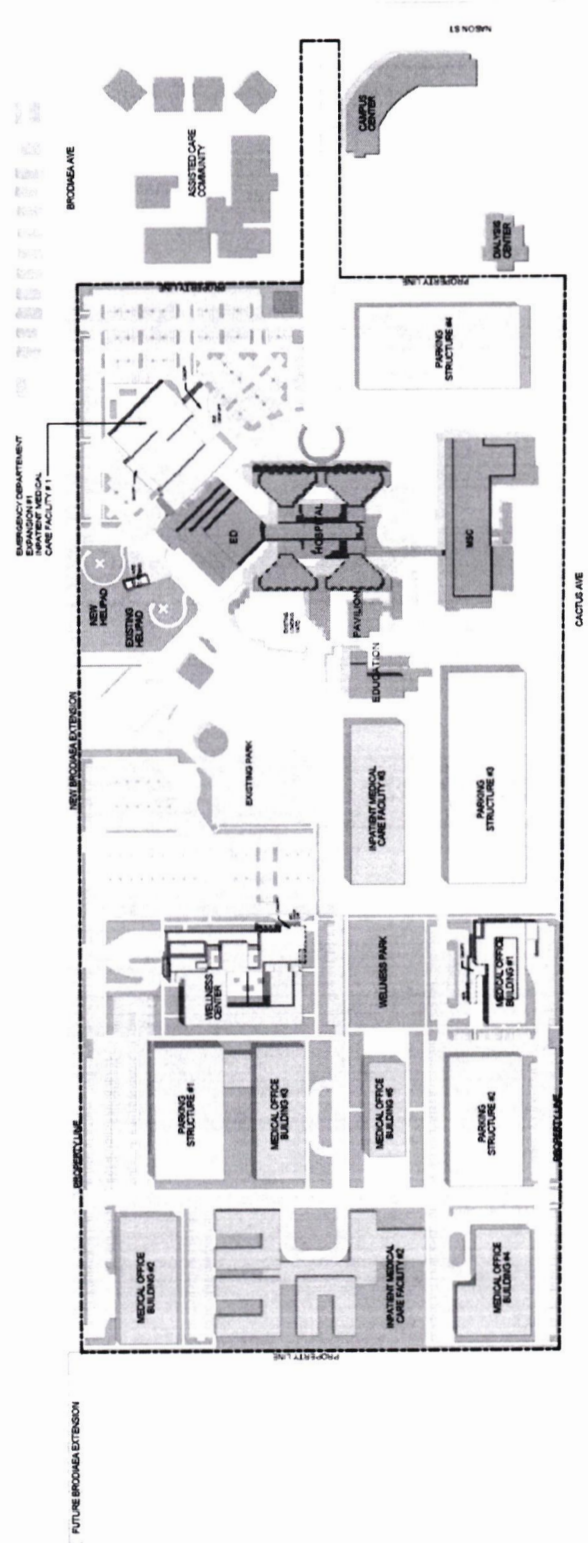 NASON ST
CAMPUS
CENTER
BRODIAEA AVE
ASSISTED CARE
COMMUNITY
DIALYSIS
CENTER
PROPERTY LINE
PROPERTY LINE
PARKING
STRUCTURE #4
EMERGENCY DEPARTEMENT
EXPANSION #1
INPATIENT MEDICAL
CARE FACILITY # 1
ED
HOSPITAL
MSC
NEW
HELIPAD
EXISTING
HELIPAD
PAVILION
EDUCATION
CACTUS AVE
NEW BRODIAEA EXTENSION
EXISTING PARK
INPATIENT MEDICAL
CARE FACILITY #3
PARKING
STRUCTURE #3
WELLNESS
CENTER
WELLNESS PARK
MEDICAL OFFICE
BUILDING #1
PARKING
STRUCTURE #1
MEDICAL OFFICE
BUILDING #3
MEDICAL OFFICE
BUILDING #5
PARKING
STRUCTURE #2
PROPERTY LINE
PROPERTY LINE
MEDICAL OFFICE
BUILDING #2
INPATIENT MEDICAL
CARE FACILITY #2
MEDICAL OFFICE
BUILDING #4
PROPERTY LINE
FUTURE BRODIAEA EXTENSION